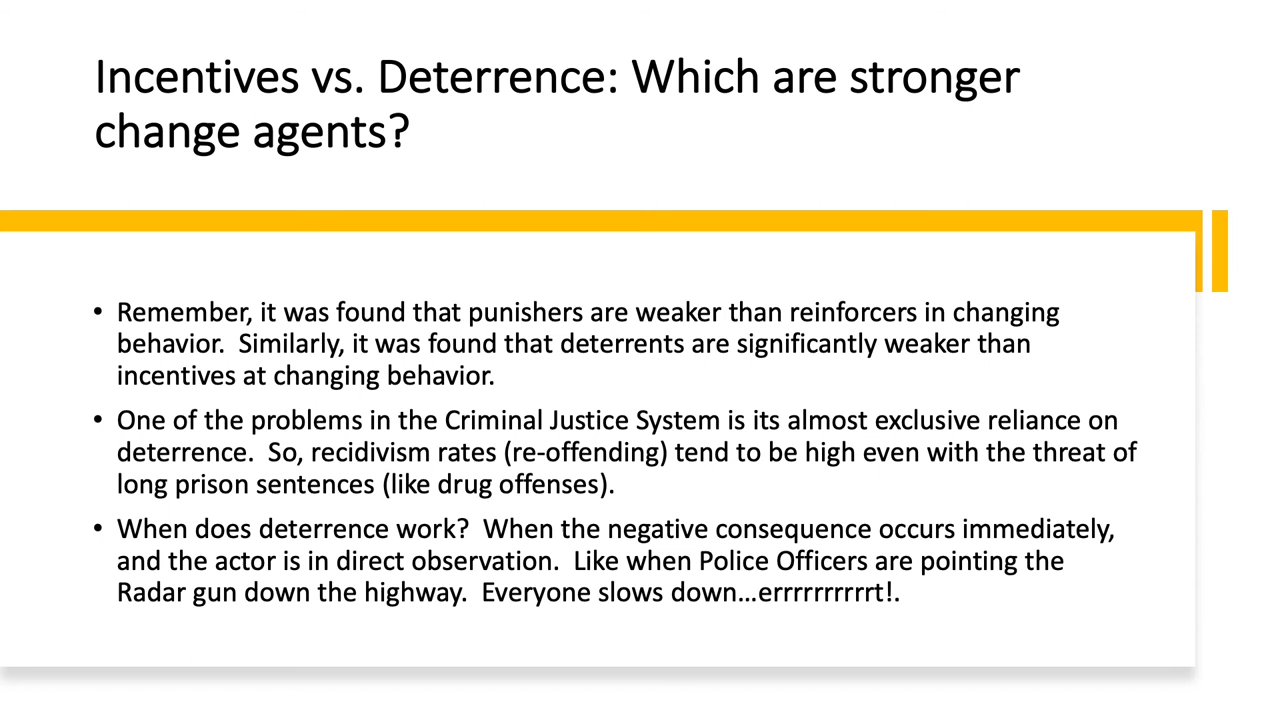 Incentives vs. Deterrence: Which are stronger
change agents?
• Remember, it was found that punishers are weaker than reinforcers in changing
behavior.  Similarly, it was found that deterrents are significantly weaker than
incentives at changing behavior.
• One of the problems in the Criminal Justice System is its almost exclusive reliance on
deterrence.  So, recidivism rates (re-offending) tend to be high even with the threat of
long prison sentences (like drug offenses).
• When does deterrence work?  When the negative consequence occurs immediately,
and the actor is in direct observation.  Like when Police Officers are pointing the
Radar gun down the highway.  Everyone slows down…errrrrrrrrrrt!.